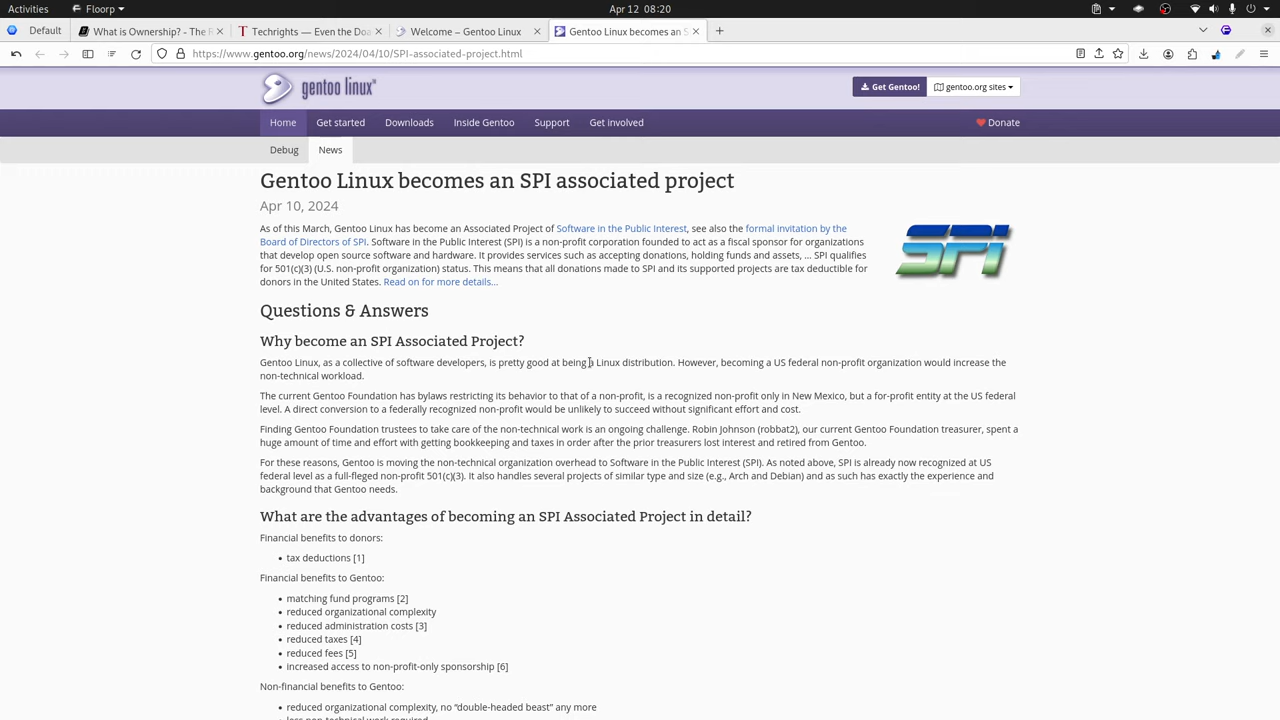 Activities
Floorp
Apr 12 08:20
Default
What is Ownership? - The R
Techrights — Even the Doa
Welcome – Gentoo Linux
Gentoo Linux becomes an S
https://www.gentoo.org/news/2024/04/10/SPI-associated-project.html
gentoo linux
Get Gentoo!
gentoo.org sites
Home
Get started
Downloads
Inside Gentoo
Support
Get involved
Donate
Debug
News
Gentoo Linux becomes an SPI associated project
Apr 10, 2024
As of this March, Gentoo Linux has become an Associated Project of Software in the Public Interest, see also the formal invitation by the
Board of Directors of SPI. Software in the Public Interest (SPI) is a non-profit corporation founded to act as a fiscal sponsor for organizations
that develop open source software and hardware. It provides services such as accepting donations, holding funds and assets, … SPI qualifies
for 501(c)(3) (U.S. non-profit organization) status. This means that all donations made to SPI and its supported projects are tax deductible for
donors in the United States. Read on for more details…
SPI
Questions & Answers
Why become an SPI Associated Project?
Gentoo Linux, as a collective of software developers, is pretty good at being a Linux distribution. However, becoming a US federal non-profit organization would increase the
non-technical workload.
The current Gentoo Foundation has bylaws restricting its behavior to that of a non-profit, is a recognized non-profit only in New Mexico, but a for-profit entity at the US federal
level. A direct conversion to a federally recognized non-profit would be unlikely to succeed without significant effort and cost.
Finding Gentoo Foundation trustees to take care of the non-technical work is an ongoing challenge. Robin Johnson (robbat2), our current Gentoo Foundation treasurer, spent a
huge amount of time and effort with getting bookkeeping and taxes in order after the prior treasurers lost interest and retired from Gentoo.
For these reasons, Gentoo is moving the non-technical organization overhead to Software in the Public Interest (SPI). As noted above, SPI is already now recognized at US
federal level as a full-fleged non-profit 501(c)(3). It also handles several projects of similar type and size (e.g., Arch and Debian) and as such has exactly the experience and
background that Gentoo needs.
What are the advantages of becoming an SPI Associated Project in detail?
Financial benefits to donors:
• tax deductions [1]
Financial benefits to Gentoo:
• matching fund programs [2]
• reduced organizational complexity
• reduced administration costs [3]
• reduced taxes [4]
• reduced fees [5]
• increased access to non-profit-only sponsorship [6]
Non-financial benefits to Gentoo:
• reduced organizational complexity, no “double-headed beast” any more
• less non-technical work required